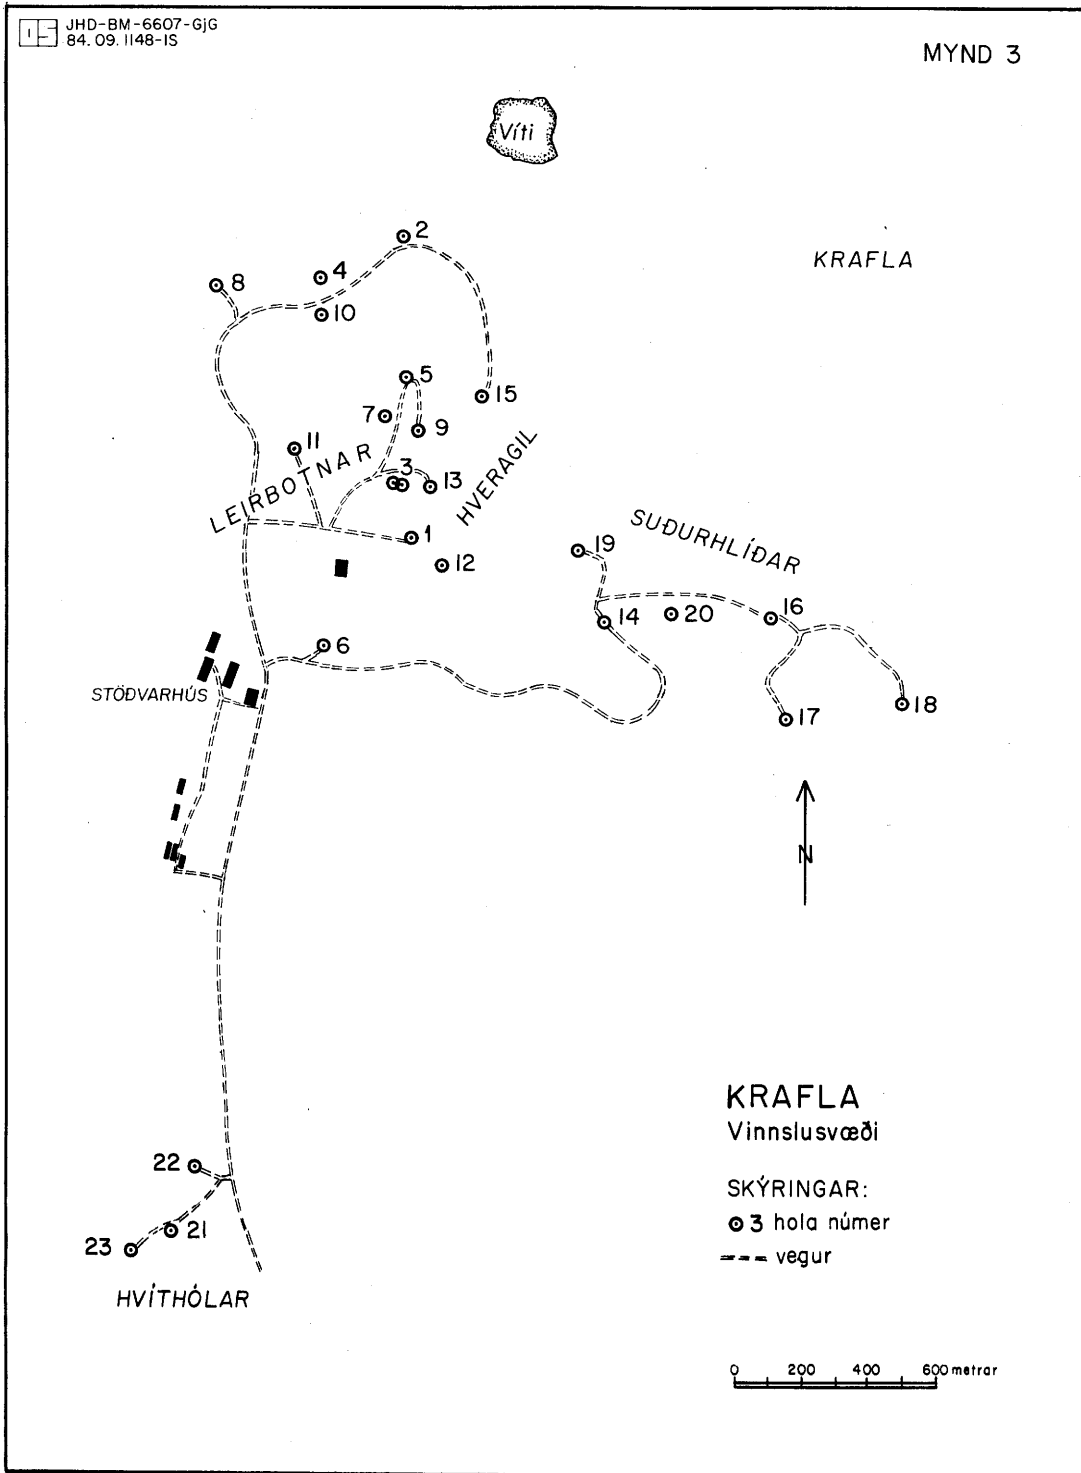 JHD-BM-6607-GjG
84.09.1148-IS
MYND 3
Víti
KRAFLA
2
4
8
10
5
15
7
9
11
3
13
LEIRBOTNAR
HVERAGIL
1
12
SUÐURHLÍÐAR
19
14
20
16
6
STÖÐVARHÚS
17
18
N
22
21
23
HVÍTHÓLAR
KRAFLA
Vinnslusvæði
SKÝRINGAR:
3 hola númer
vegur
0 200 400 600 metrar